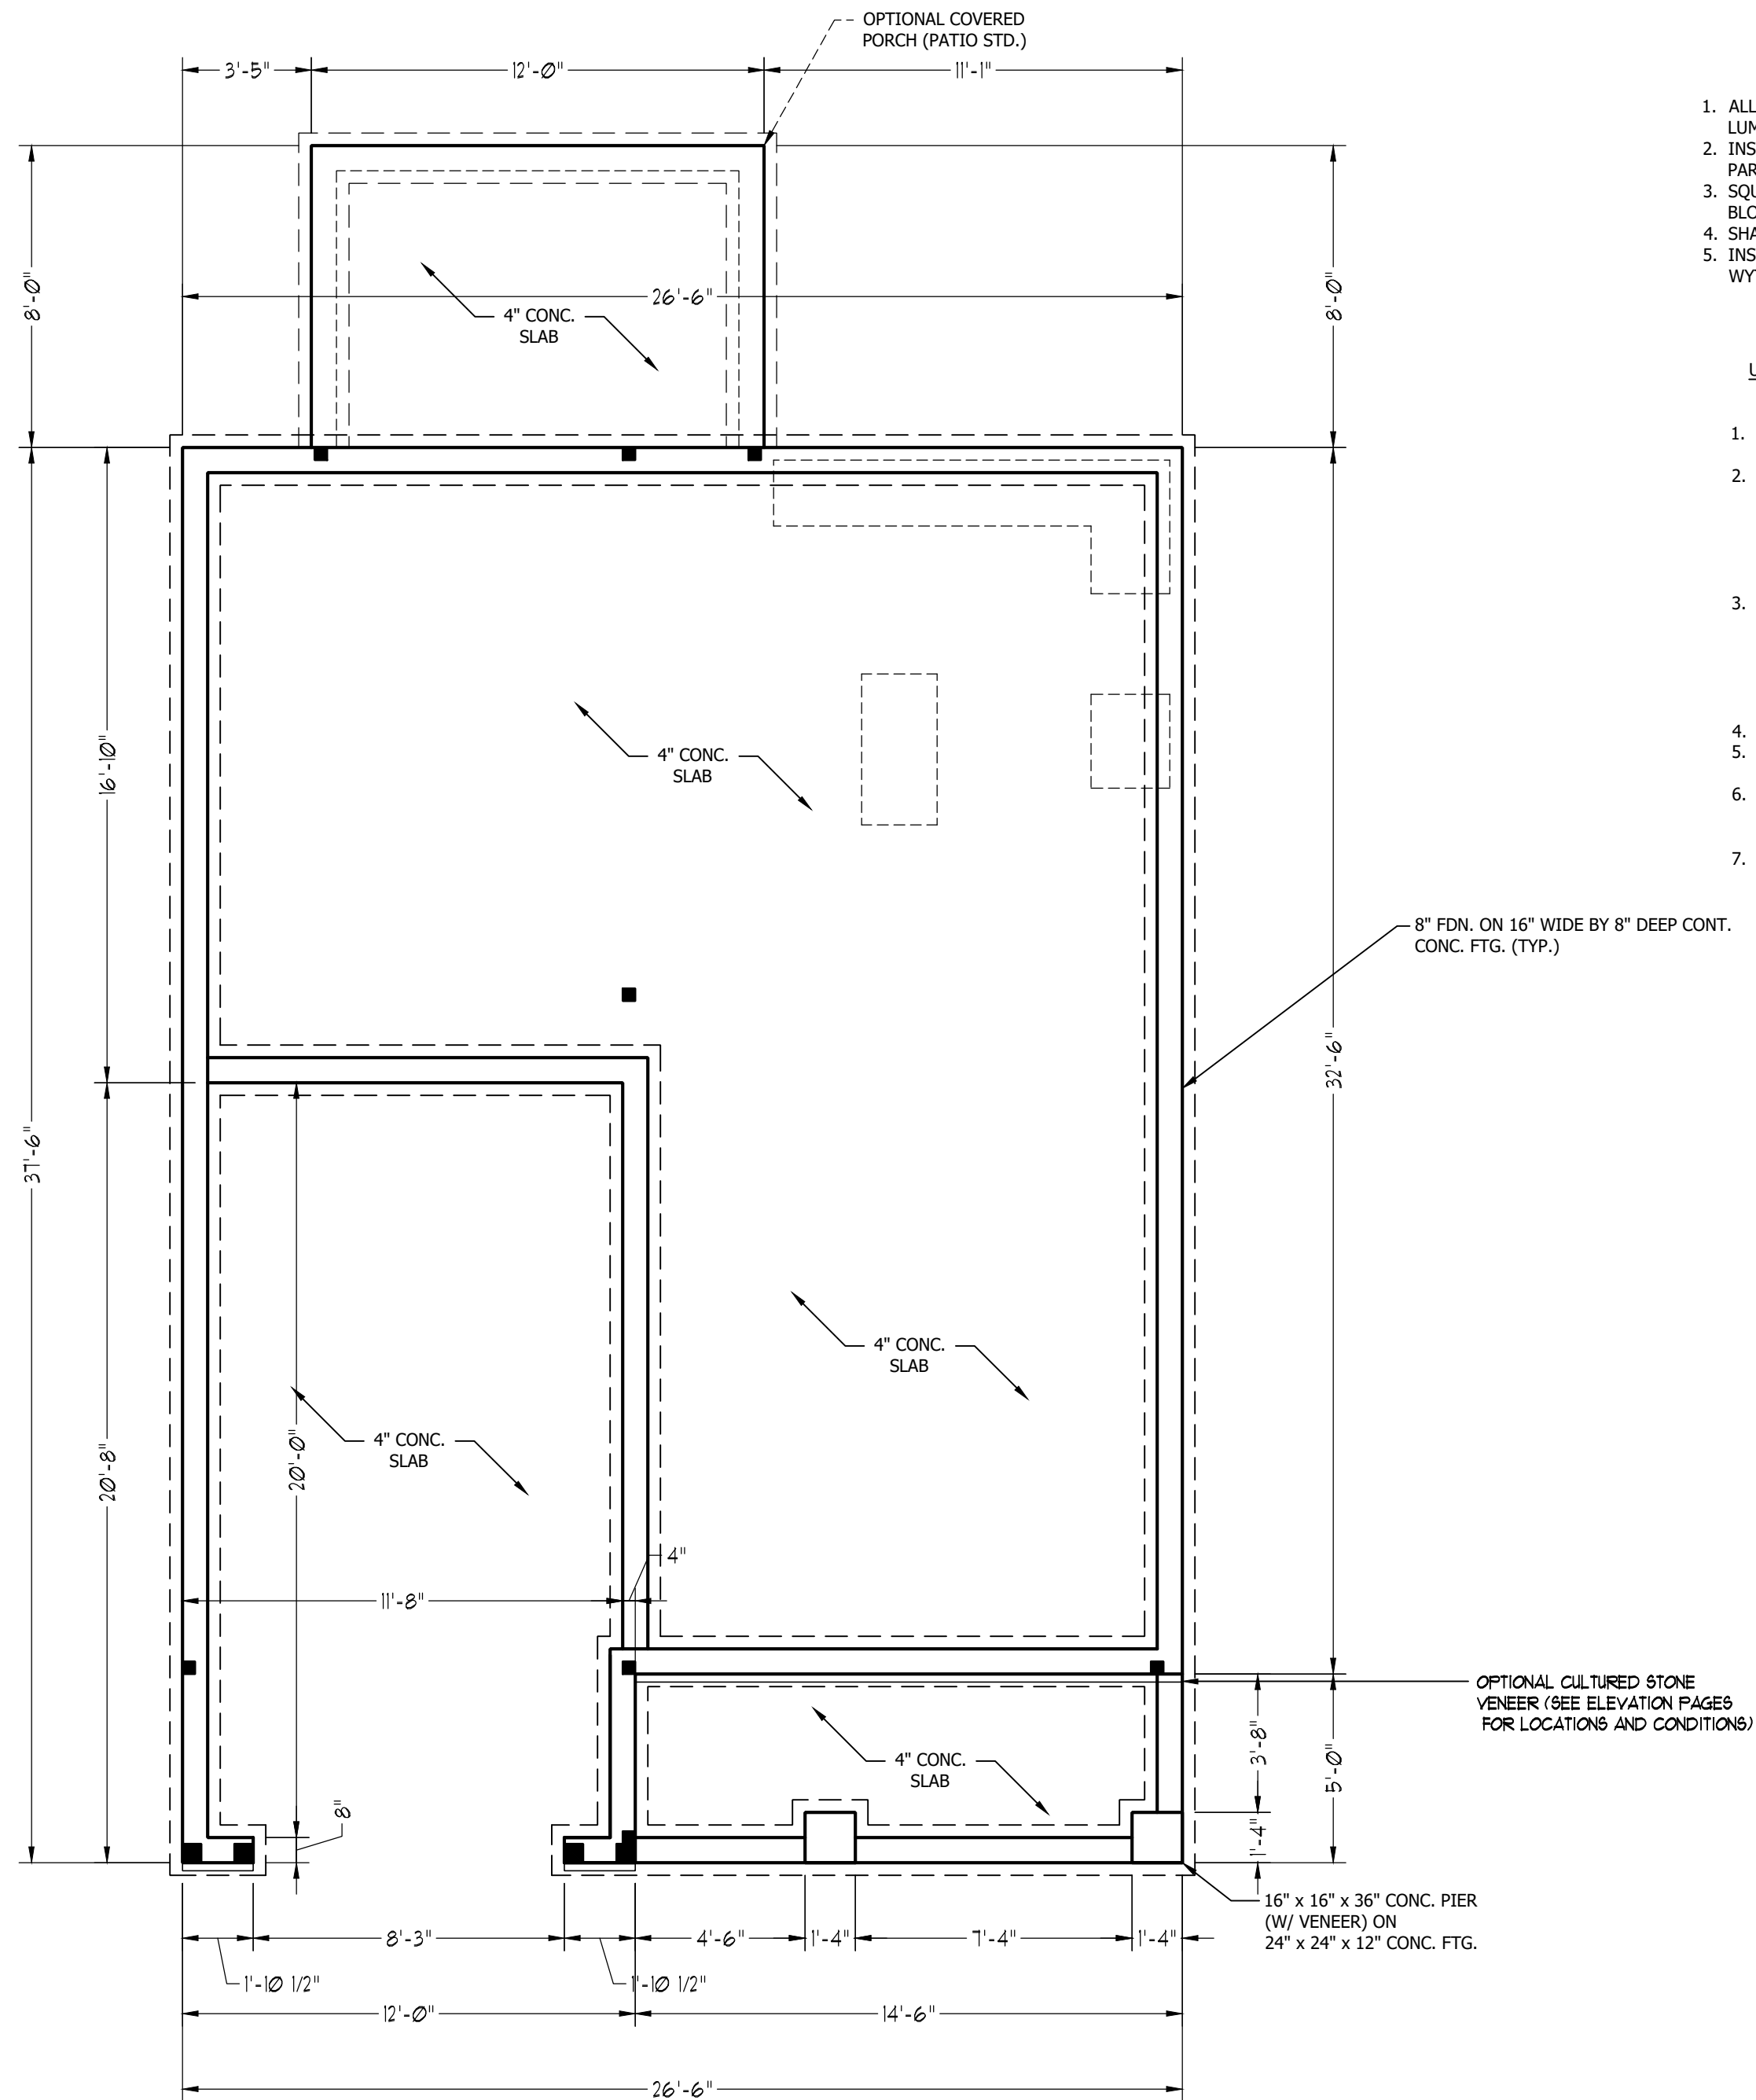 OPTIONAL COVERED
PORCH (PATIO STD.)
3'-5"
12'-0"
11'-1"
1. ALL
LUM
2. INS
PAR
3. SQU
BLO
4. SHA
5. INS
WY
8'-0"
26'-6"
8'-0"
4" CONC.
SLAB
U
1.
2.
3.
4.
5.
6.
7.
16'-10"
4" CONC.
SLAB
8" FDN. ON 16" WIDE BY 8" DEEP CONT.
CONC. FTG. (TYP.)
32'-6"
37'-6"
4" CONC.
SLAB
20'-8"
20'-0"
4" CONC.
SLAB
4"
11'-8"
OPTIONAL CULTURED STONE
VENEER (SEE ELEVATION PAGES
FOR LOCATIONS AND CONDITIONS)
3'-8"
5'-0"
4" CONC.
SLAB
8"
1'-4"
16" x 16" x 36" CONC. PIER
(W/ VENEER) ON
24" x 24" x 12" CONC. FTG.
8'-3"
4'-6"
1'-4"
7'-4"
1'-4"
1'-10 1/2"
1'-10 1/2"
12'-0"
14'-6"
26'-6"